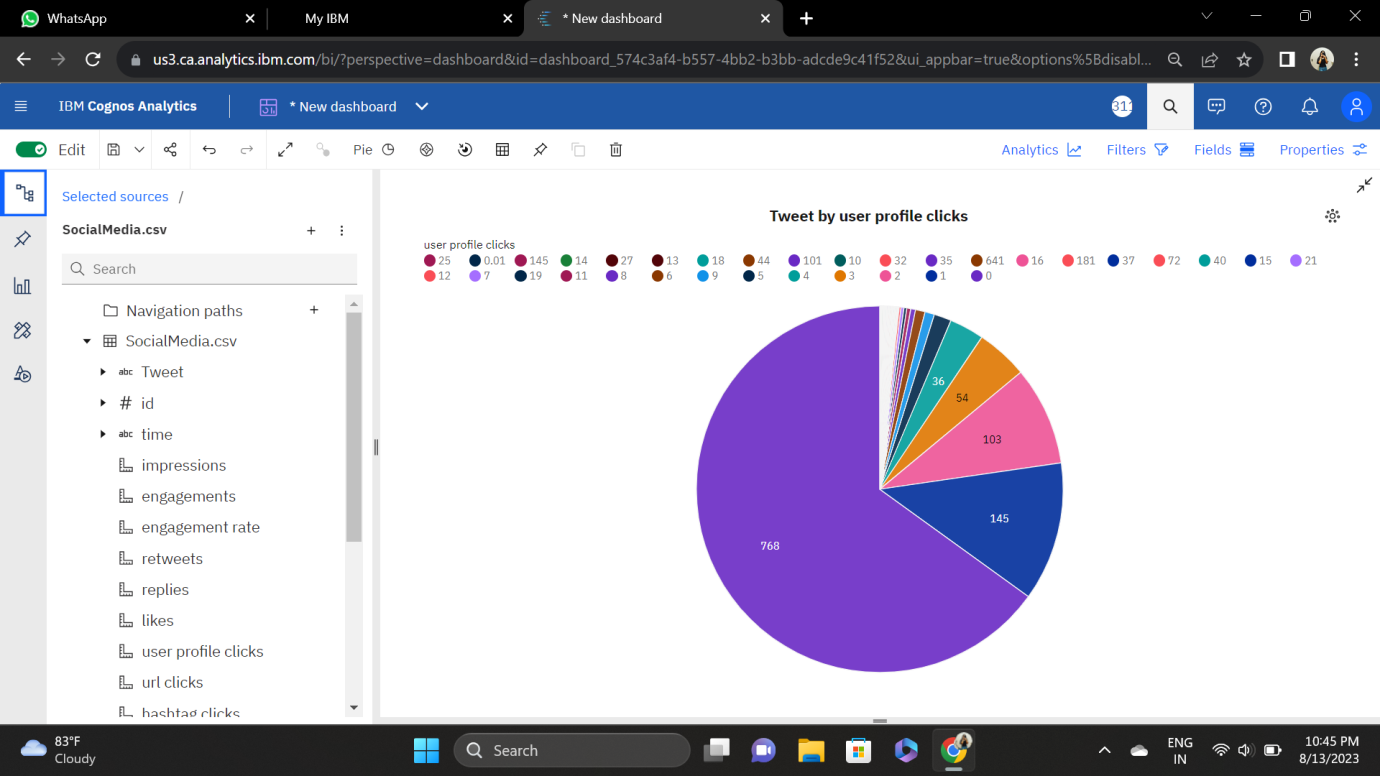 WhatsApp My IBM * New dashboard
us3.ca.analytics.ibm.com/bi/?perspective=dashboard&id=dashboard_574c3af4-b557-4bb2-b3bb-adcde9c41f52&ui_appbar=true&options%5Bdisabl...
IBM Cognos Analytics * New dashboard 311
Edit Pie Analytics Filters Fields Properties
Selected sources /
SocialMedia.csv
Search
Navigation paths
SocialMedia.csv
abc Tweet
# id
abc time
impressions
engagements
engagement rate
retweets
replies
likes
user profile clicks
url clicks
hashtag clicks
Tweet by user profile clicks
user profile clicks
25 0.01 145 14 27 13 18 44 101 10 32 35 641 16 181 37 72 40 15 21
12 7 19 11 8 6 9 5 4 3 2 1 0
36
54
103
145
768
83°F
Cloudy
Search
ENG
IN
10:45 PM
8/13/2023